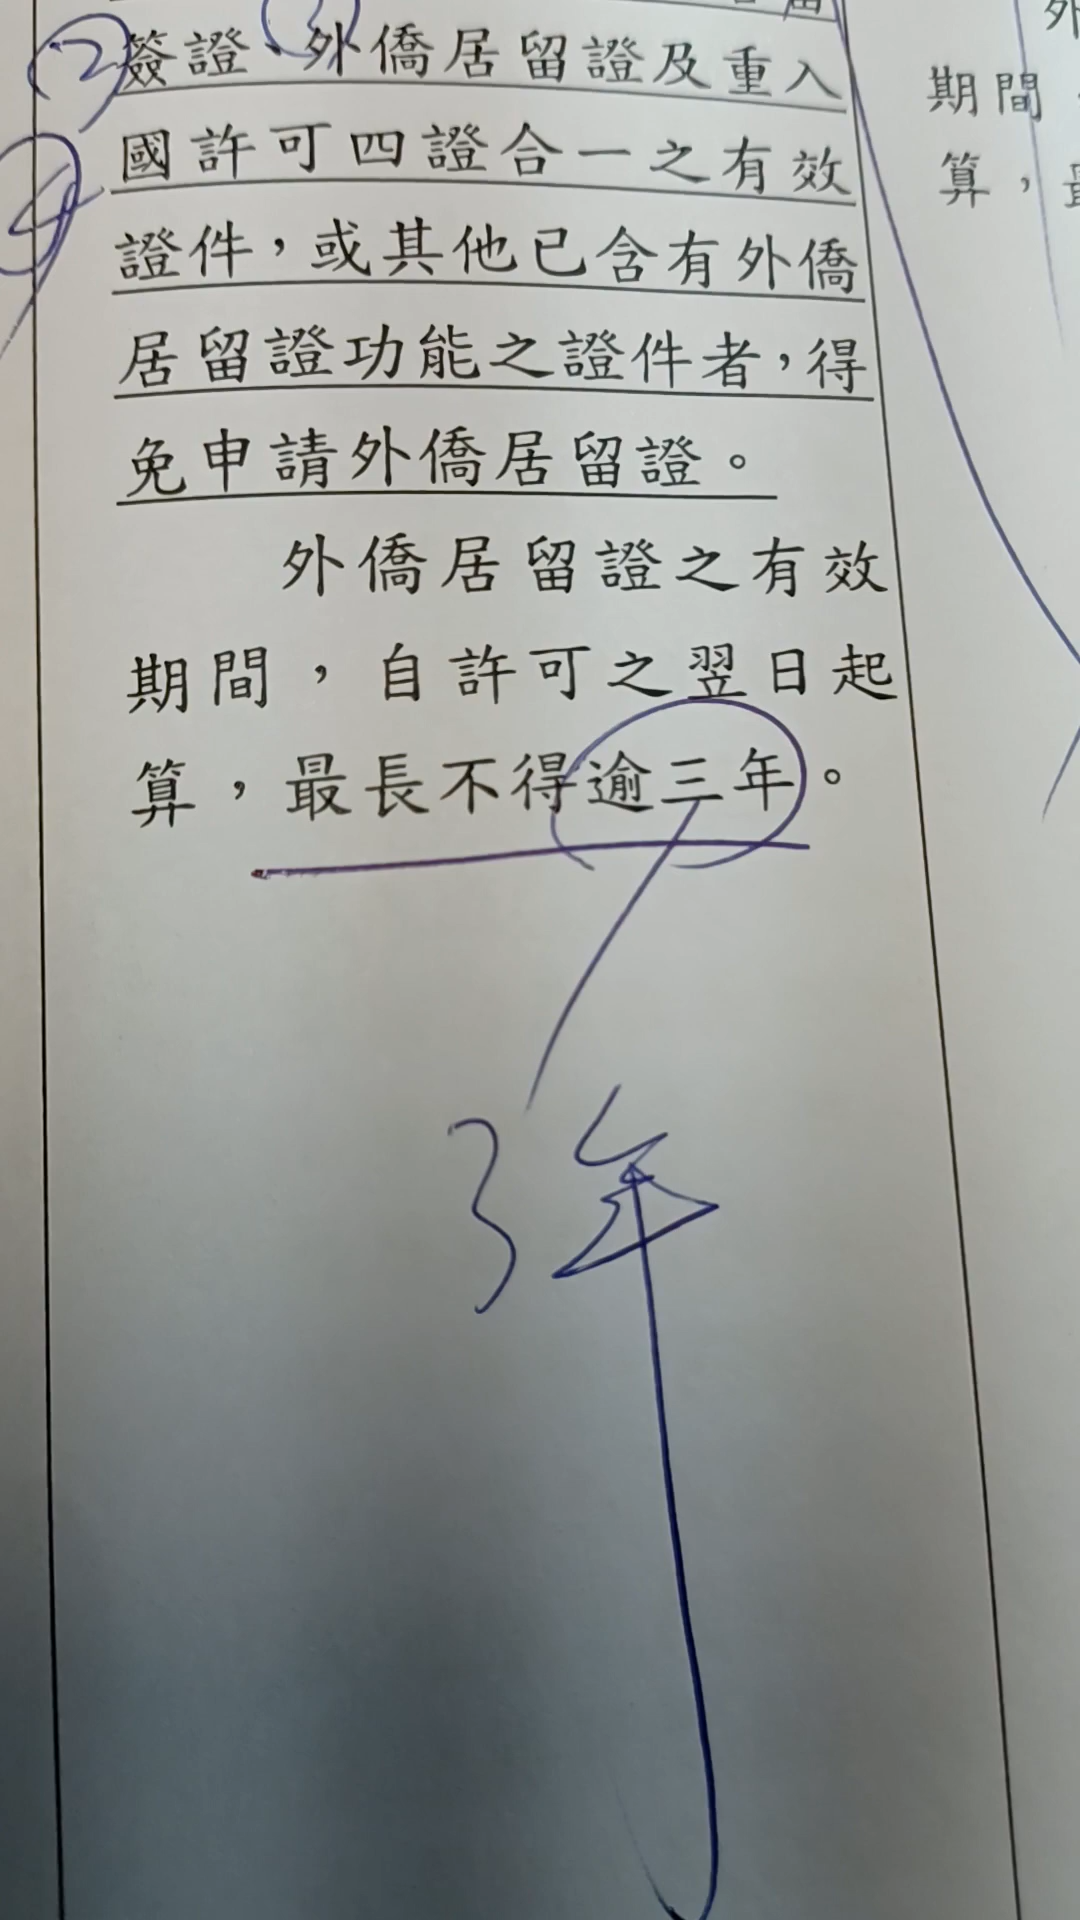 ② ③
簽證、外僑居留證及重入
④
國許可四證合一之有效
證件，或其他已含有外僑
居留證功能之證件者，得
免申請外僑居留證。
外僑居留證之有效
期間，自許可之翌日起
算，最長不得逾三年。
3年
外
期間
算，